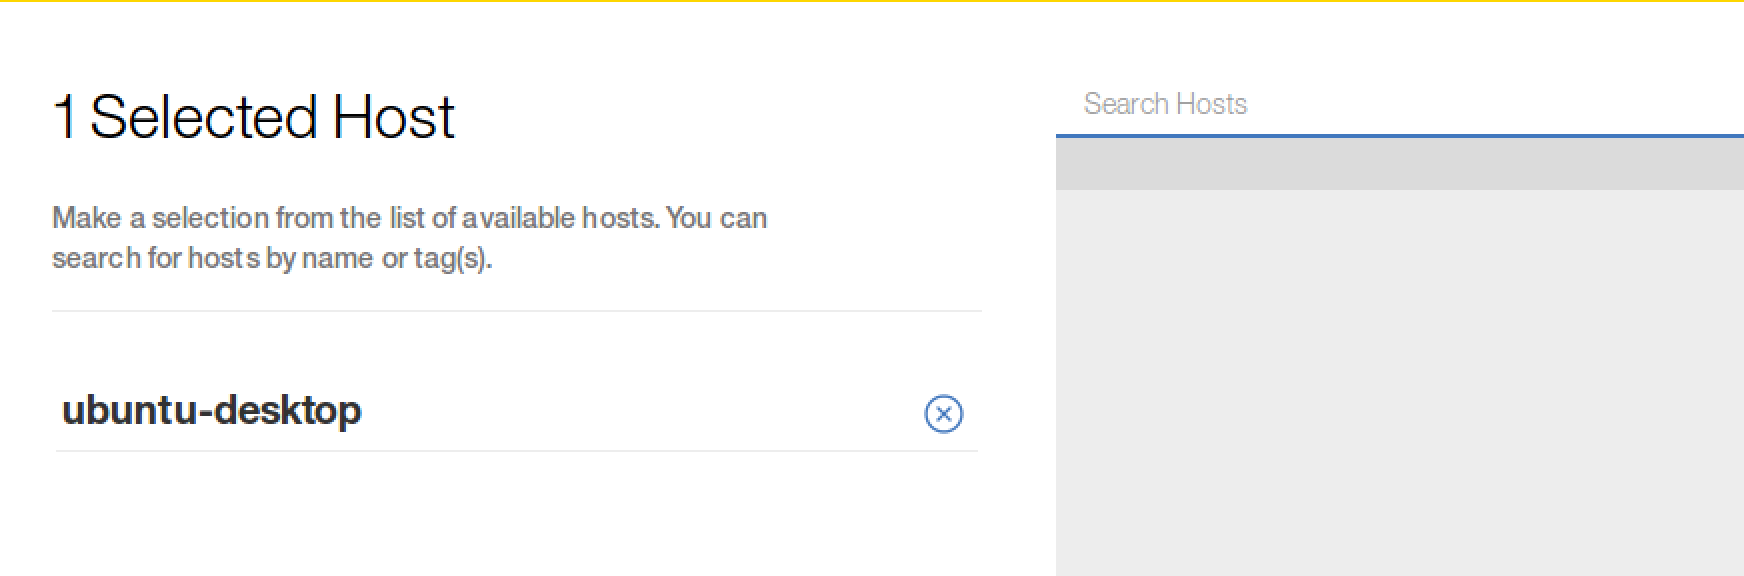 1 Selected Host
Search Hosts
Make a selection from the list of available hosts. You can
search for hosts by name or tag(s).
ubuntu-desktop